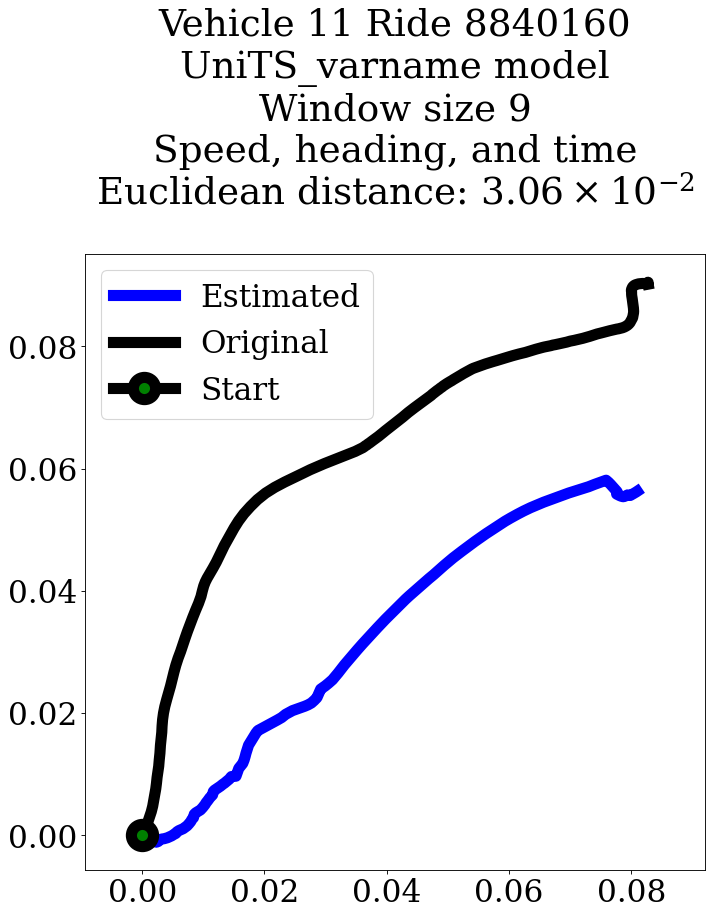 Vehicle 11 Ride 8840160
UniTS_varname model
Window size 9
Speed, heading, and time
Euclidean distance: 3.06 × 10⁻²
Estimated
Original
Start
0.08
0.06
0.04
0.02
0.00
0.00 0.02 0.04 0.06 0.08